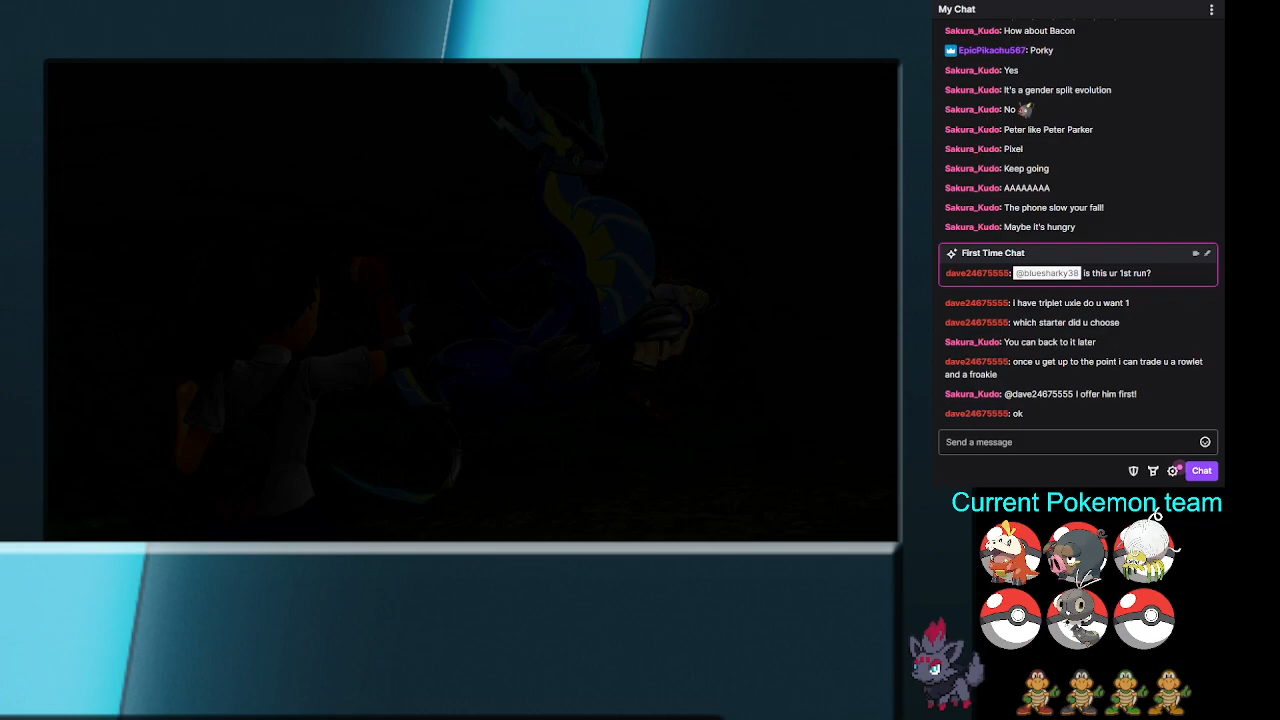 My Chat
Sakura_Kudo: How about Bacon
EpicPikachu567: Porky
Sakura_Kudo: Yes
Sakura_Kudo: It's a gender split evolution
Sakura_Kudo: No
Sakura_Kudo: Peter like Peter Parker
Sakura_Kudo: Pixel
Sakura_Kudo: Keep going
Sakura_Kudo: AAAAAAAA
Sakura_Kudo: The phone slow your fall!
Sakura_Kudo: Maybe it's hungry
First Time Chat
dave24675555: @bluesharky38 is this ur 1st run?
dave24675555: i have triplet uxie do u want 1
dave24675555: which starter did u choose
Sakura_Kudo: You can back to it later
dave24675555: once u get up to the point i can trade u a rowlet
and a froakie
Sakura_Kudo: @dave24675555 I offer him first!
dave24675555: ok
Send a message
Chat
Current Pokemon team